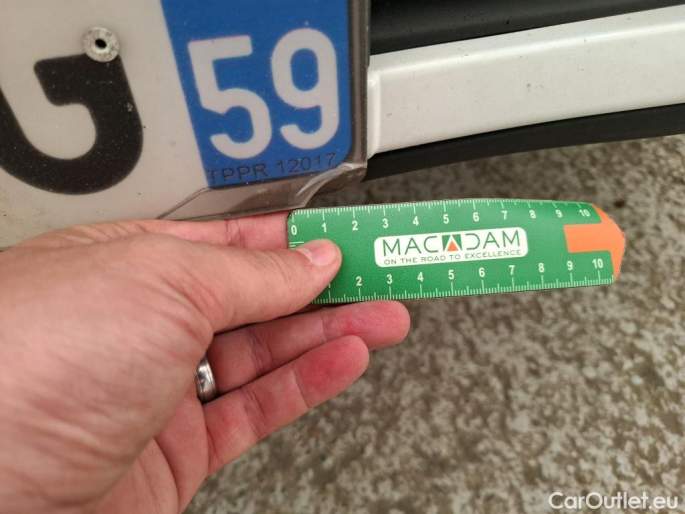 G
59
TPPR 12017
0 1 2 3 4 5 6 7 8 9 10
MACADAM
ON THE ROAD TO EXCELLENCE
1 2 3 4 5 6 7 8 9 10
CarOutlet.eu